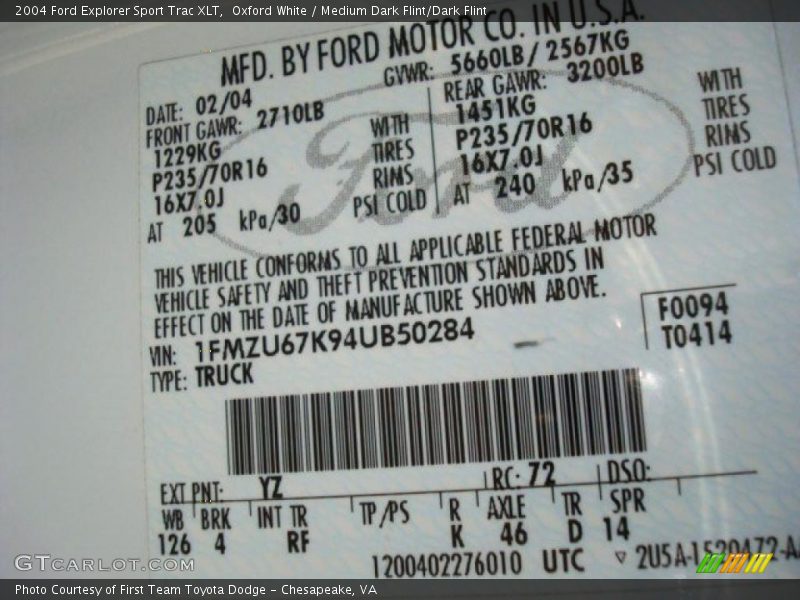 2004 Ford Explorer Sport Trac XLT,  Oxford White / Medium Dark Flint/Dark Flint
MFD. BY FORD MOTOR CO. IN U.S.A.
DATE: 02/04 GVWR: 5660LB / 2567KG
FRONT GAWR: 2710LB REAR GAWR: 3200LB
1229KG WITH 1451KG WITH
P235/70R16 TIRES P235/70R16 TIRES
16X7.0J RIMS 16X7.0J RIMS
AT 205 kPa/30 PSI COLD AT 240 kPa/35 PSI COLD
Ford
THIS VEHICLE CONFORMS TO ALL APPLICABLE FEDERAL MOTOR
VEHICLE SAFETY AND THEFT PREVENTION STANDARDS IN
EFFECT ON THE DATE OF MANUFACTURE SHOWN ABOVE.
VIN: 1FMZU67K94UB50284 F0094
TYPE: TRUCK T0414
EXT PNT: YZ RC: 72 DSO:
WB BRK INT TR TP/PS R AXLE TR SPR
126 4 RF K 46 D 14
1200402276010 UTC ▽ 2U5A-1520472-AA
GTCARLOT.COM
Photo Courtesy of First Team Toyota Dodge – Chesapeake, VA